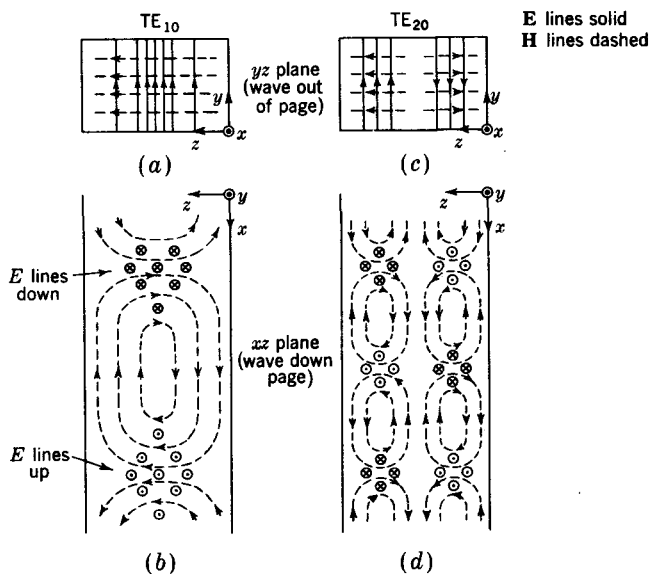 TE₁₀
TE₂₀
E lines solid
H lines dashed
yz plane
(wave out
of page)
y
z
x
y
z
x
(a)
(c)
z
y
x
z
y
x
E lines
down
xz plane
(wave down
page)
E lines
up
(b)
(d)